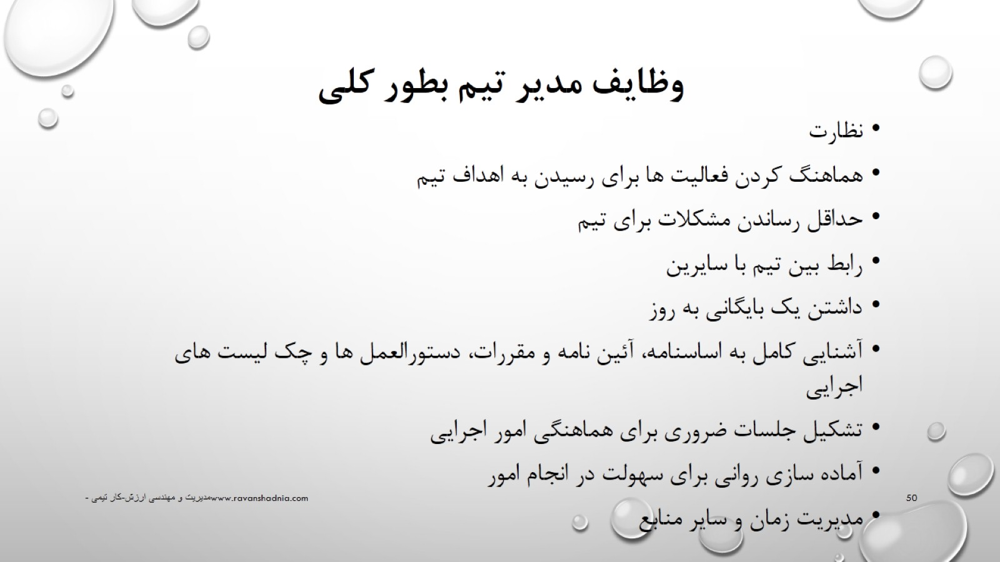 وظایف مدیر تیم بطور کلی
• نظارت
• هماهنگ کردن فعالیت ها برای رسیدن به اهداف تیم
• حداقل رساندن مشکلات برای تیم
• رابط بین تیم با سایرین
• داشتن یک بایگانی به روز
• آشنایی کامل به اساسنامه، آئین نامه و مقررات، دستورالعمل ها و چک لیست های
اجرایی
• تشکیل جلسات ضروری برای هماهنگی امور اجرایی
• آماده سازی روانی برای سهولت در انجام امور
• مدیریت زمان و سایر منابع
www.ravanshadnia.comمدیریت و مهندسی ارزش-کار تیمی -
50